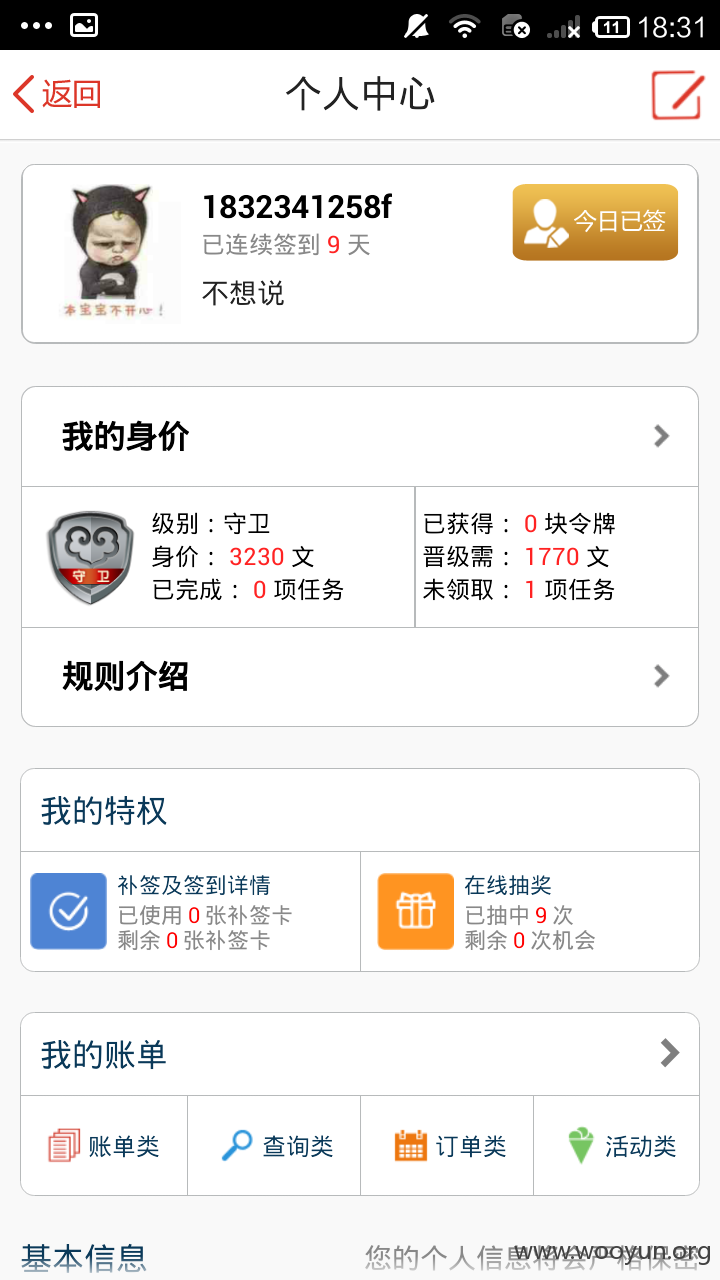 11 18:31
返回 个人中心
1832341258f
已连续签到 9 天
今日已签
不想说
本宝宝不开心！
我的身价
级别：守卫
身价： 3230 文
已完成： 0 项任务
守卫
已获得： 0 块令牌
晋级需： 1770 文
未领取： 1 项任务
规则介绍
我的特权
补签及签到详情
已使用 0 张补签卡
剩余 0 张补签卡
在线抽奖
已抽中 9 次
剩余 0 次机会
我的账单
账单类 查询类 订单类 活动类
基本信息 您的个人信息将会严格保密
www.wooyun.org